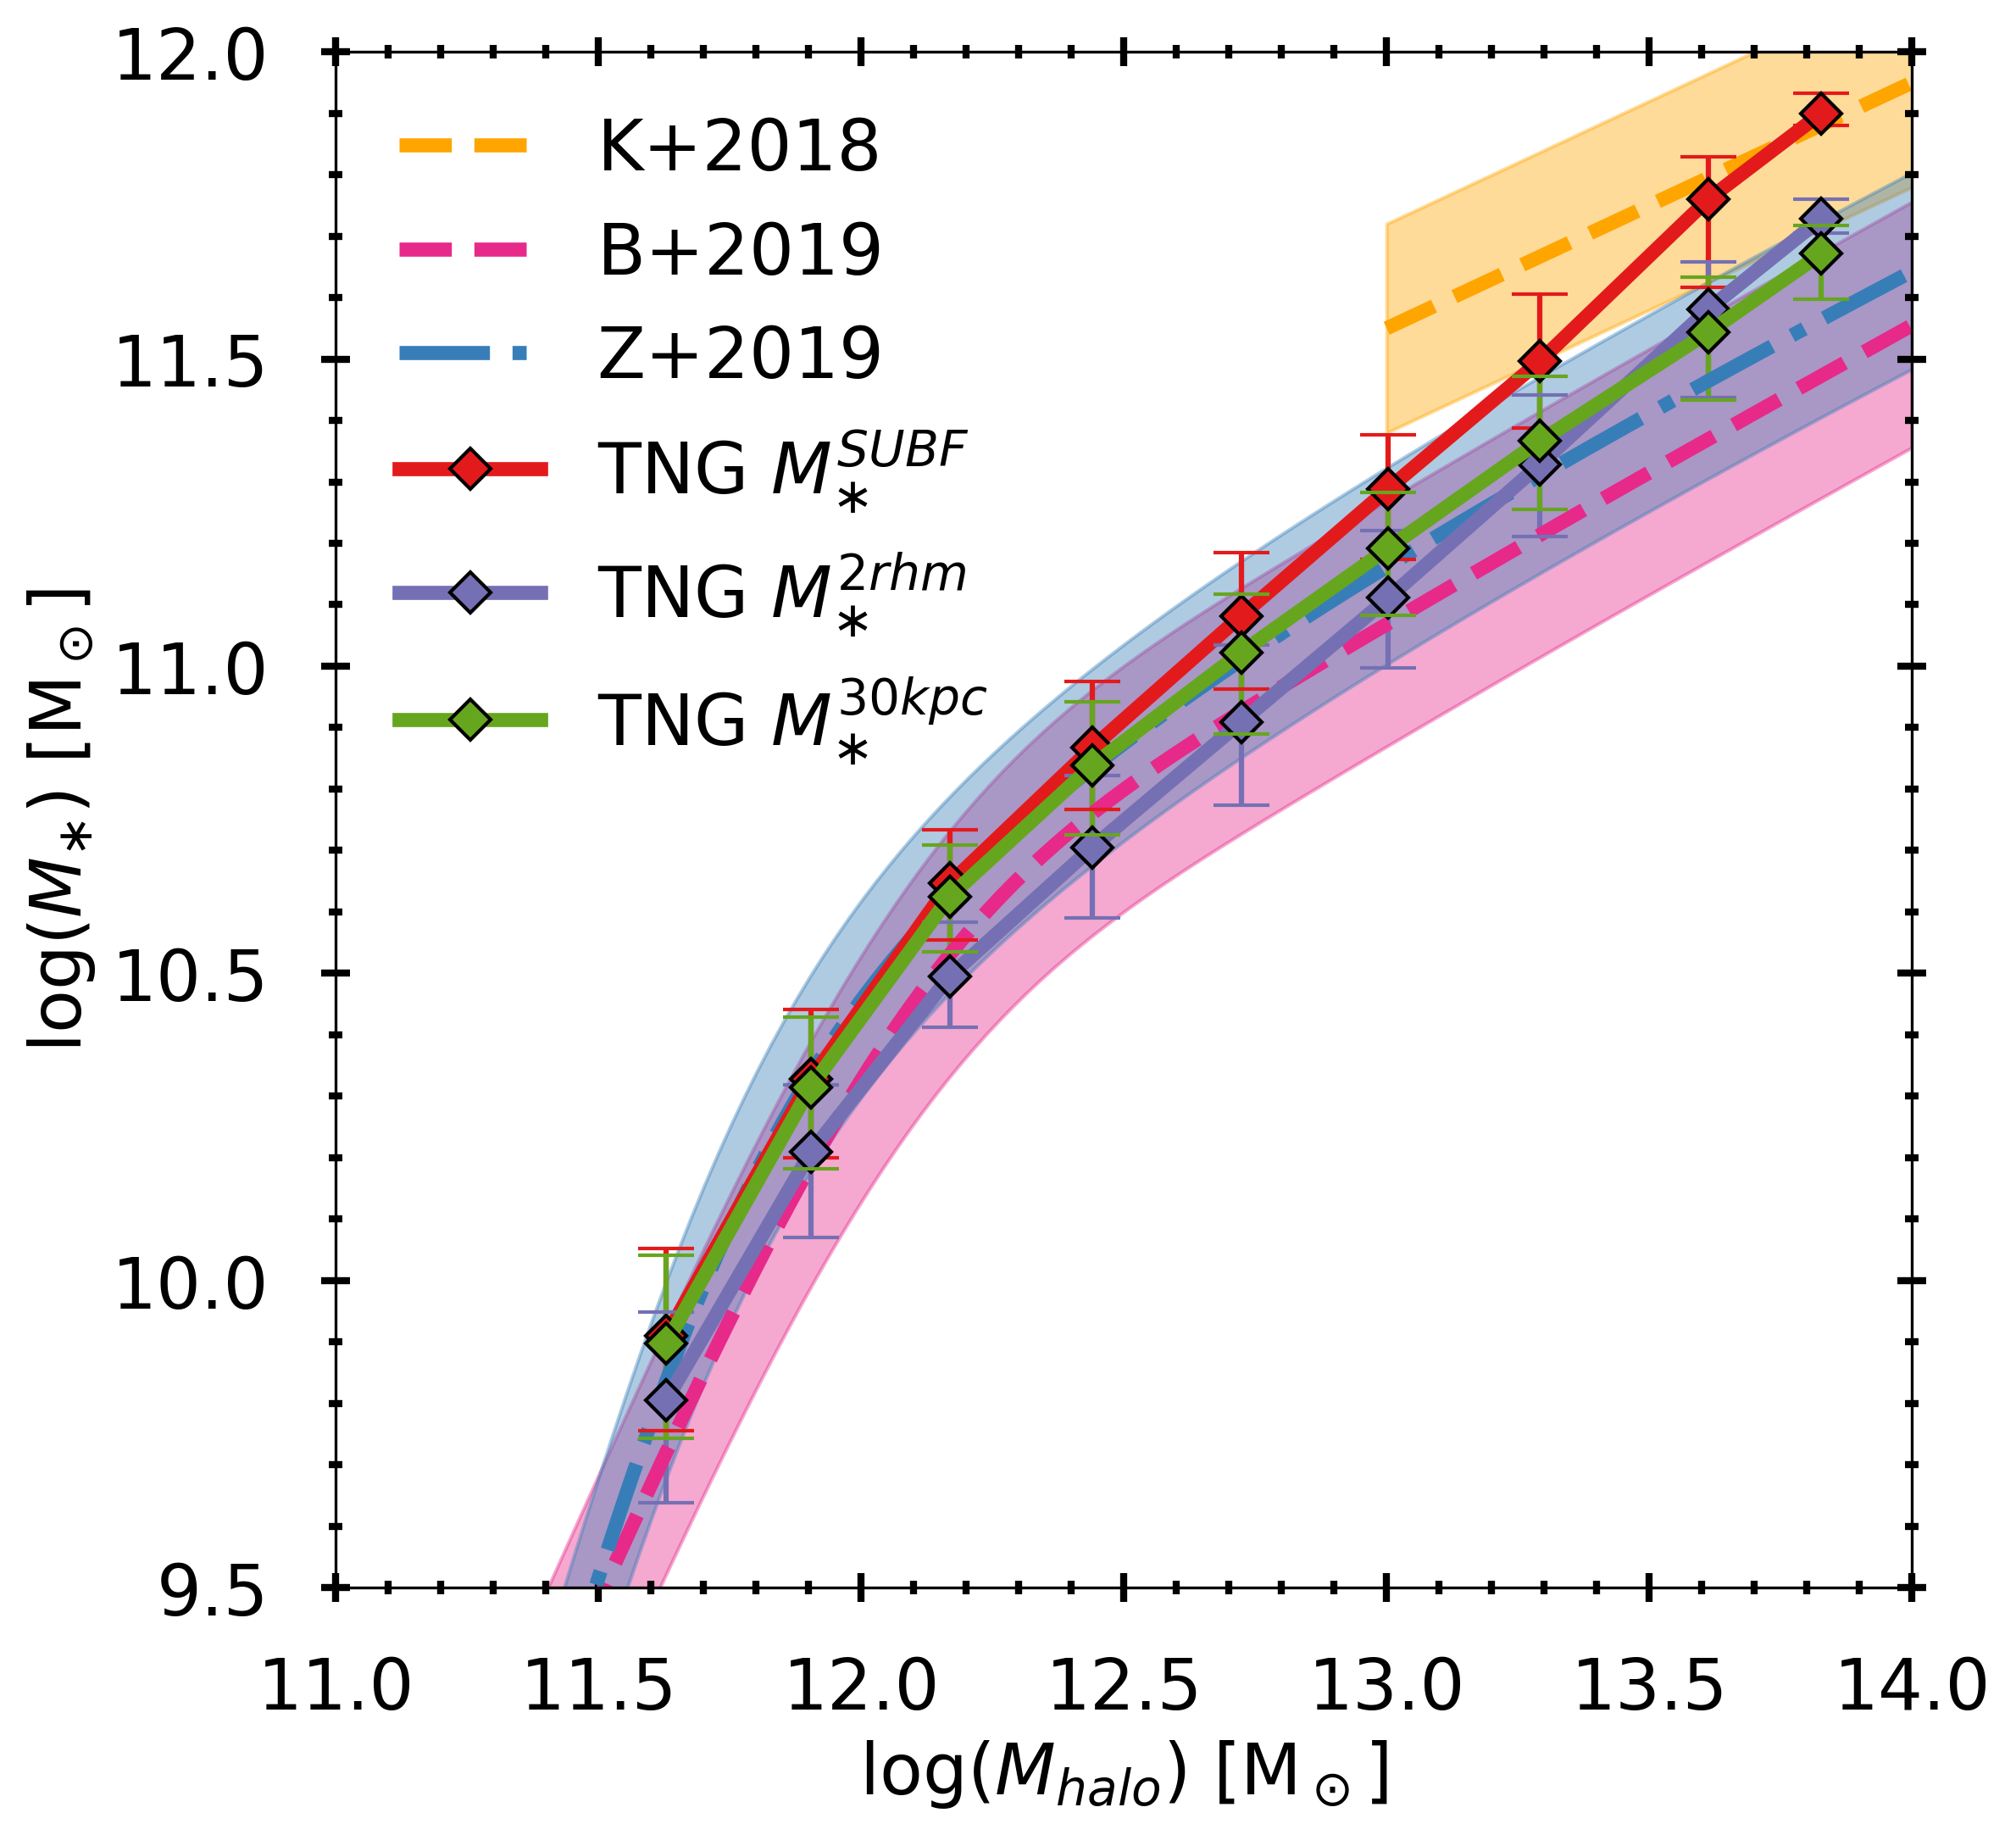 12.0
11.5
11.0
10.5
10.0
9.5
log(M∗) [M⊙]
K+2018
B+2019
Z+2019
TNG M∗^SUBF
TNG M∗^2rhm
TNG M∗^30kpc
11.0 11.5 12.0 12.5 13.0 13.5 14.0
log(M_halo) [M⊙]